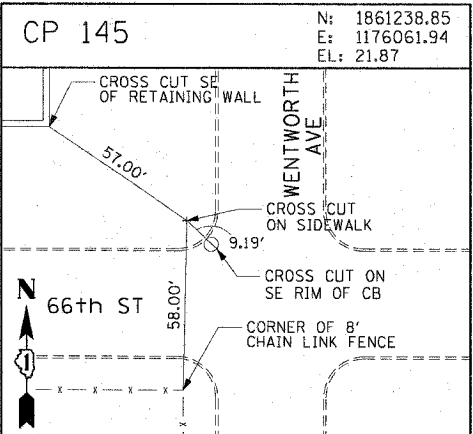 CP 145
N: 1861238.85
E: 1176061.94
EL: 21.87
CROSS CUT SE
OF RETAINING WALL
WENTWORTH
AVE
57.00'
CROSS CUT
ON SIDEWALK
9.19'
CROSS CUT ON
SE RIM OF CB
N
66th ST
58.00'
CORNER OF 8'
CHAIN LINK FENCE
1
x x x x
x